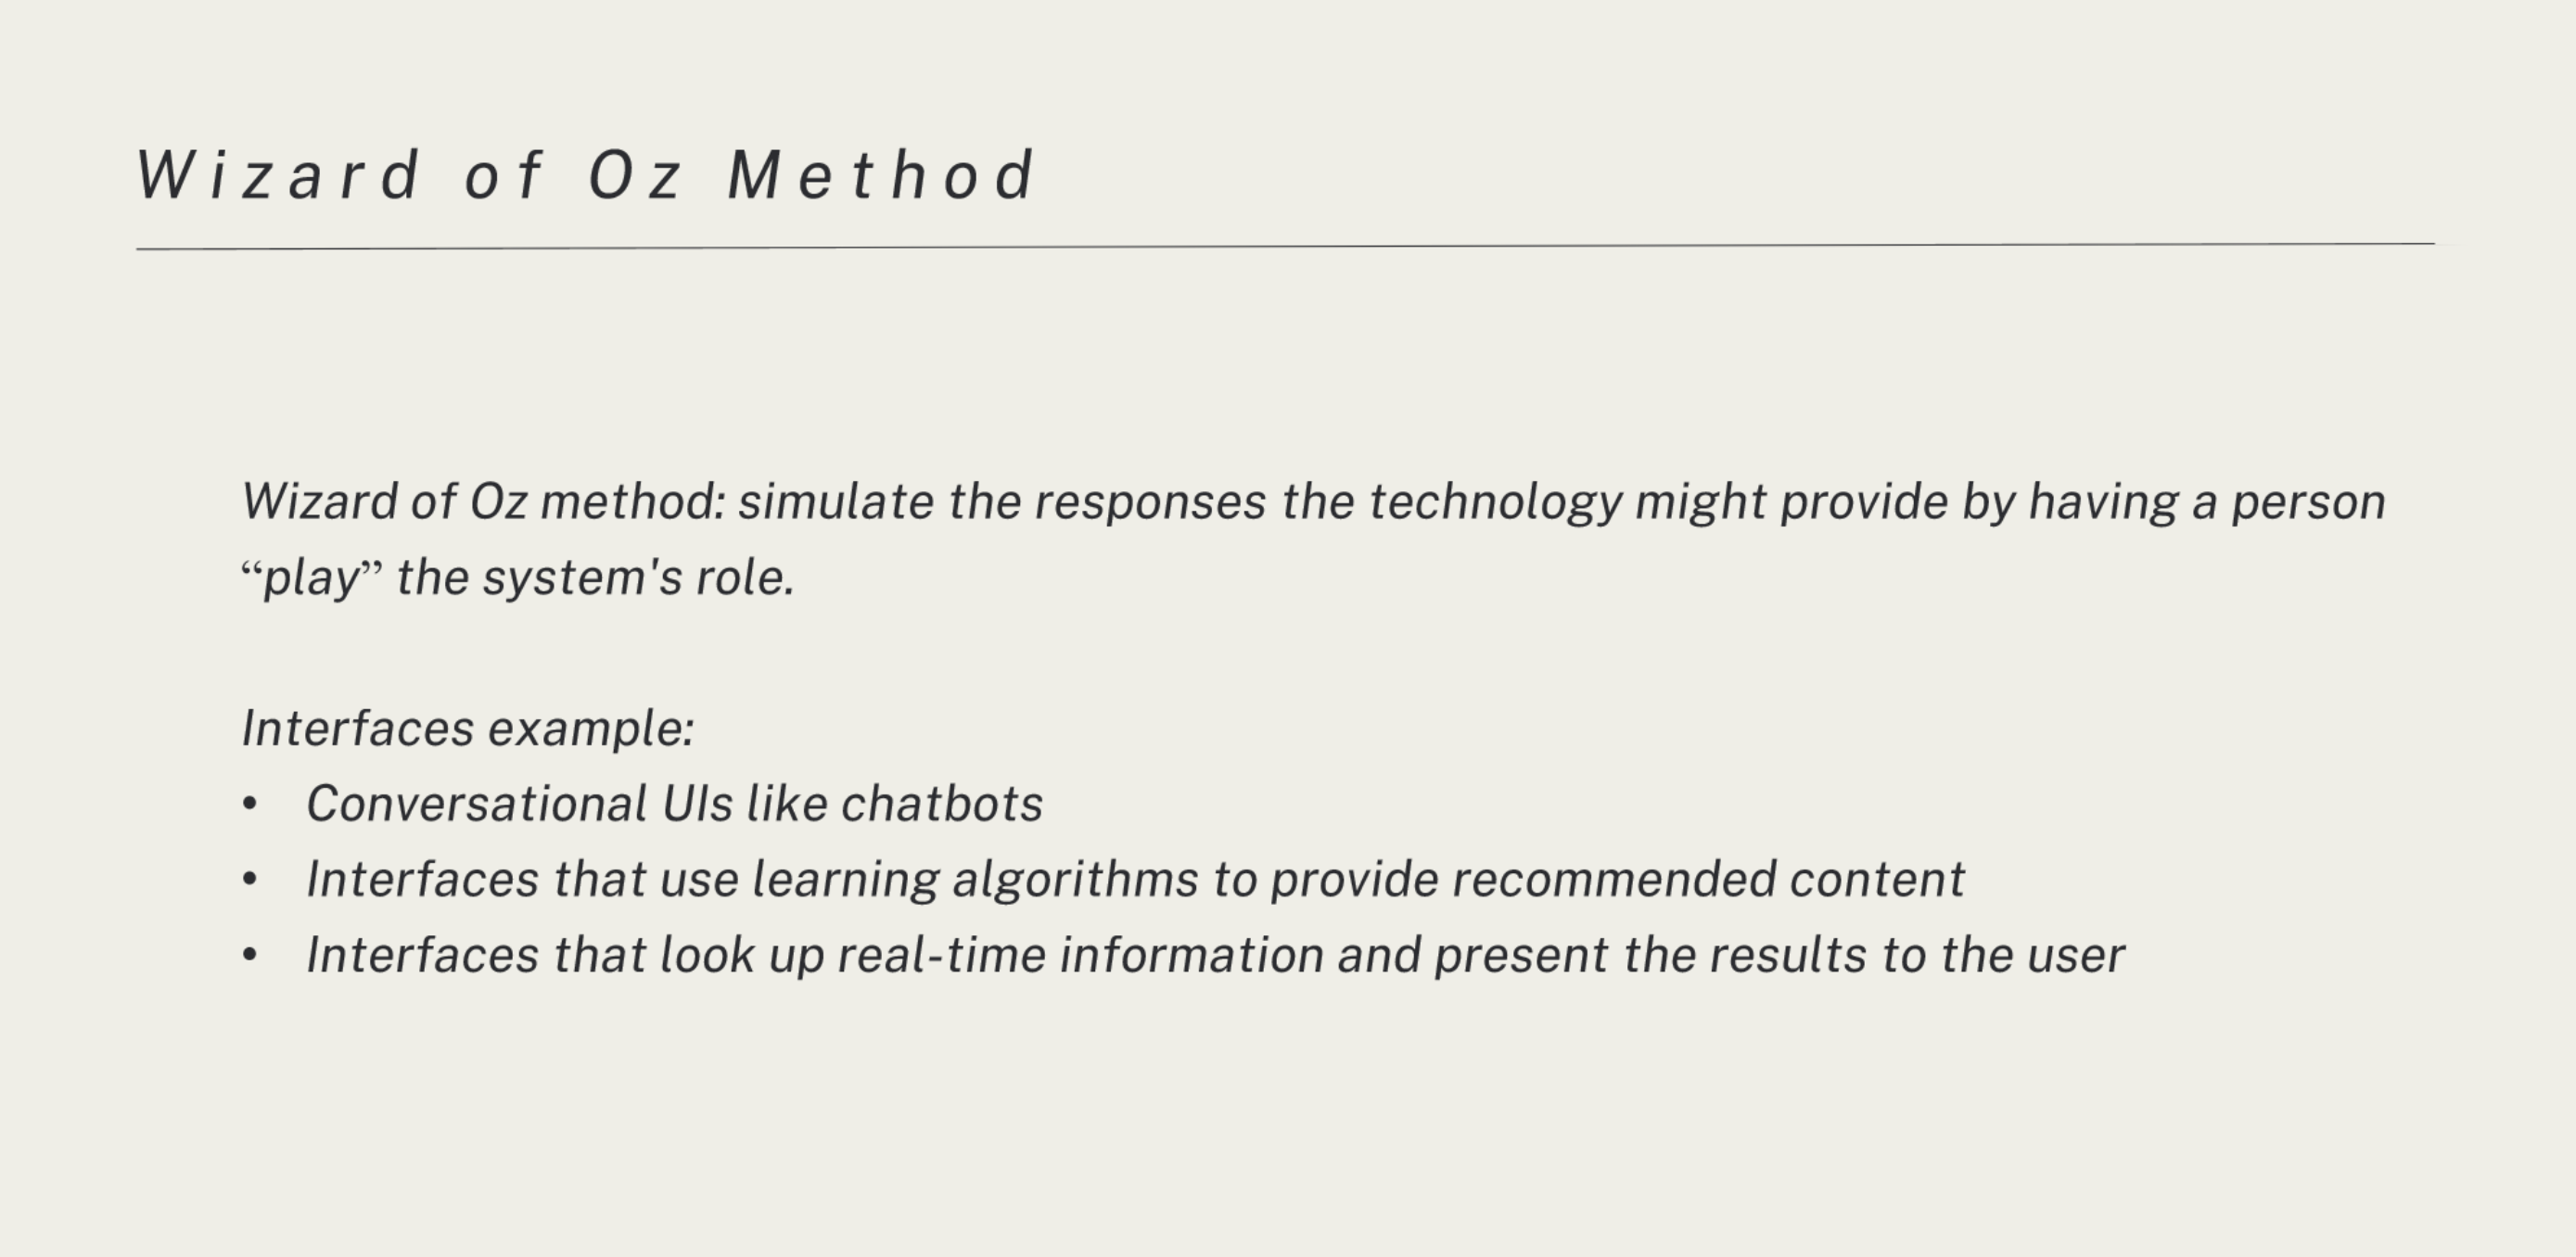 Wizard of Oz Method
Wizard of Oz method: simulate the responses the technology might provide by having a person
“play” the system's role.
Interfaces example:
• Conversational UIs like chatbots
• Interfaces that use learning algorithms to provide recommended content
• Interfaces that look up real-time information and present the results to the user